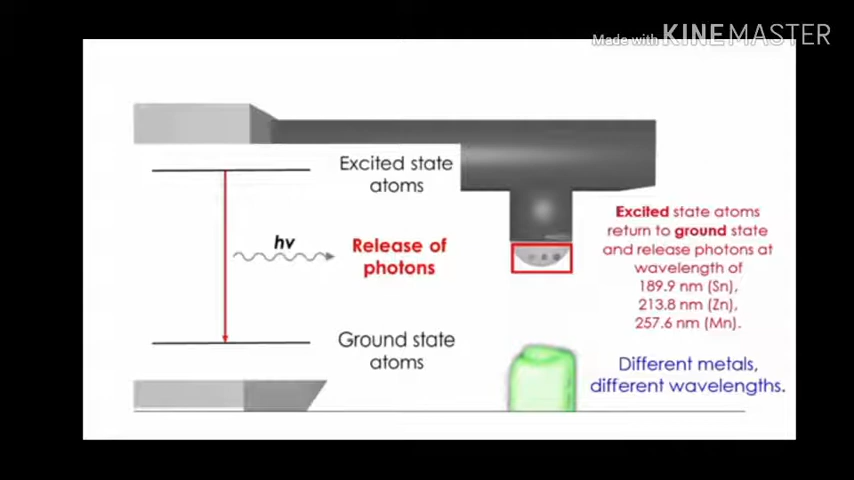 Made with KINEMASTER
Excited state
atoms
hv
Release of
photons
Ground state
atoms
Excited state atoms
return to ground state
and release photons at
wavelength of
189.9 nm (Sn),
213.8 nm (Zn),
257.6 nm (Mn).
Different metals,
different wavelengths.